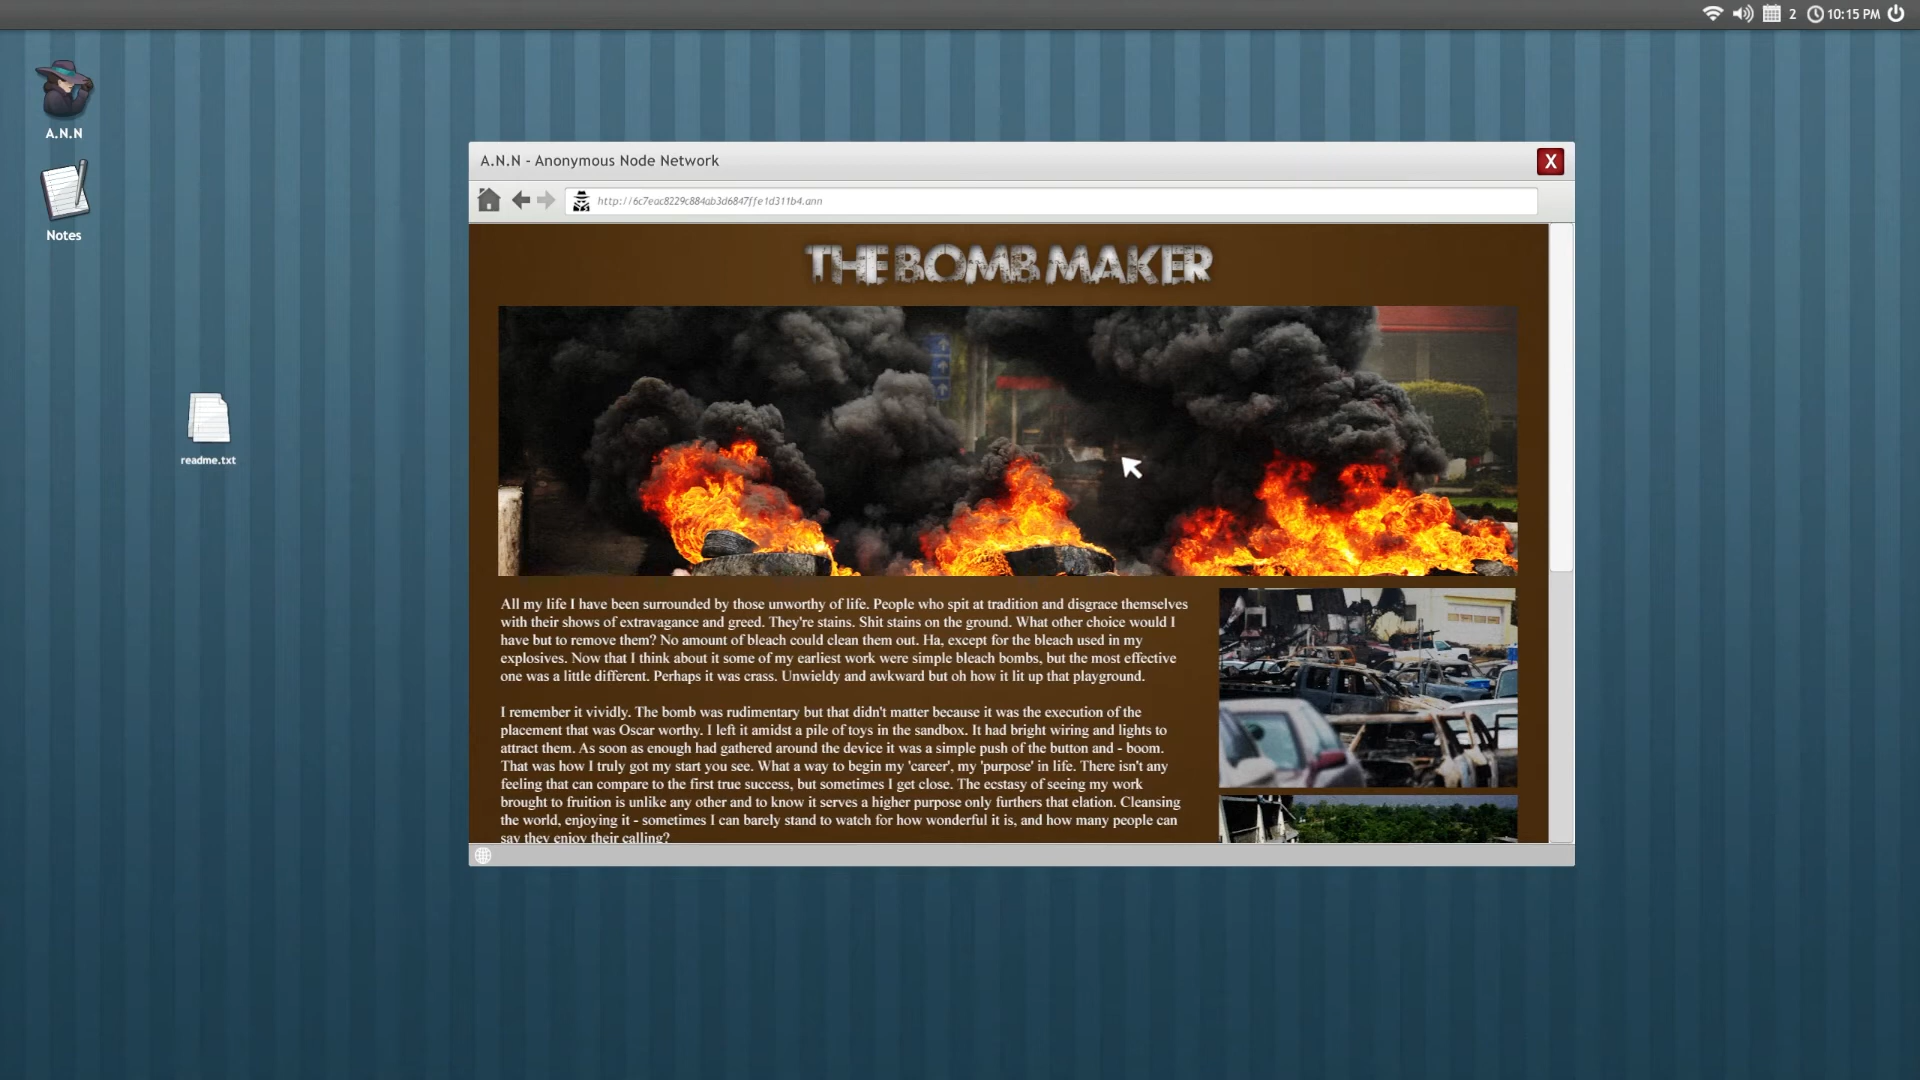 2 10:15 PM
A.N.N
Notes
readme.txt
A.N.N - Anonymous Node Network
X
http://6c7eac8229c884ab3d6847ffe1d311b4.ann
THE BOMB MAKER
All my life I have been surrounded by those unworthy of life. People who spit at tradition and disgrace themselves
with their shows of extravagance and greed. They're stains. Shit stains on the ground. What other choice would I
have but to remove them? No amount of bleach could clean them out. Ha, except for the bleach used in my
explosives. Now that I think about it some of my earliest work were simple bleach bombs, but the most effective
one was a little different. Perhaps it was crass. Unwieldy and awkward but oh how it lit up that playground.
I remember it vividly. The bomb was rudimentary but that didn't matter because it was the execution of the
placement that was Oscar worthy. I left it amidst a pile of toys in the sandbox. It had bright wiring and lights to
attract them. As soon as enough had gathered around the device it was a simple push of the button and - boom.
That was how I truly got my start you see. What a way to begin my 'career', my 'purpose' in life. There isn't any
feeling that can compare to the first true success, but sometimes I get close. The ecstasy of seeing my work
brought to fruition is unlike any other and to know it serves a higher purpose only furthers that elation. Cleansing
the world, enjoying it - sometimes I can barely stand to watch for how wonderful it is, and how many people can
say they enjoy their calling?